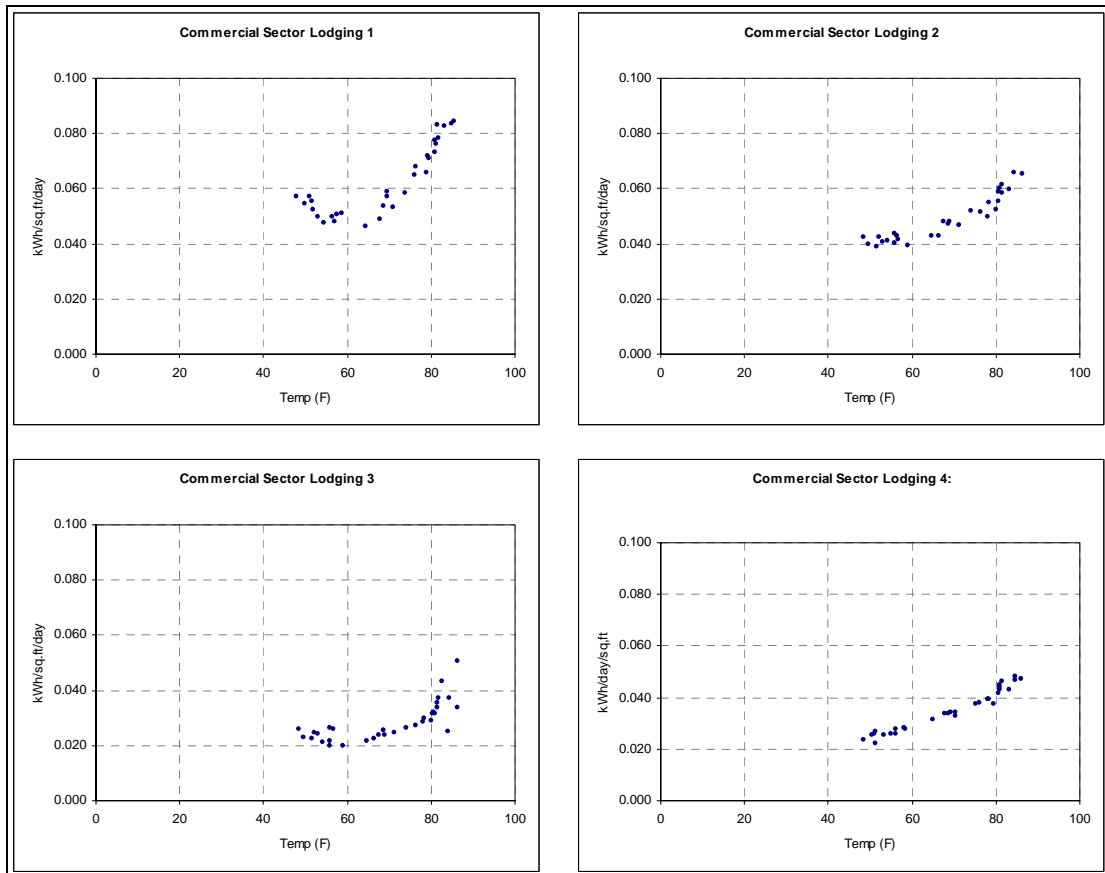 Commercial Sector Lodging 1
0.100
0.080
0.060
0.040
0.020
0.000
kWh/sq.ft/day
0 20 40 60 80 100
Temp (F)
Commercial Sector Lodging 2
0.100
0.080
0.060
0.040
0.020
0.000
kWh/sq.ft/day
0 20 40 60 80 100
Temp (F)
Commercial Sector Lodging 3
0.100
0.080
0.060
0.040
0.020
0.000
kWh/sq.ft/day
0 20 40 60 80 100
Temp (F)
Commercial Sector Lodging 4:
0.100
0.080
0.060
0.040
0.020
0.000
kWh/day/sq,ft
0 20 40 60 80 100
Temp (F)